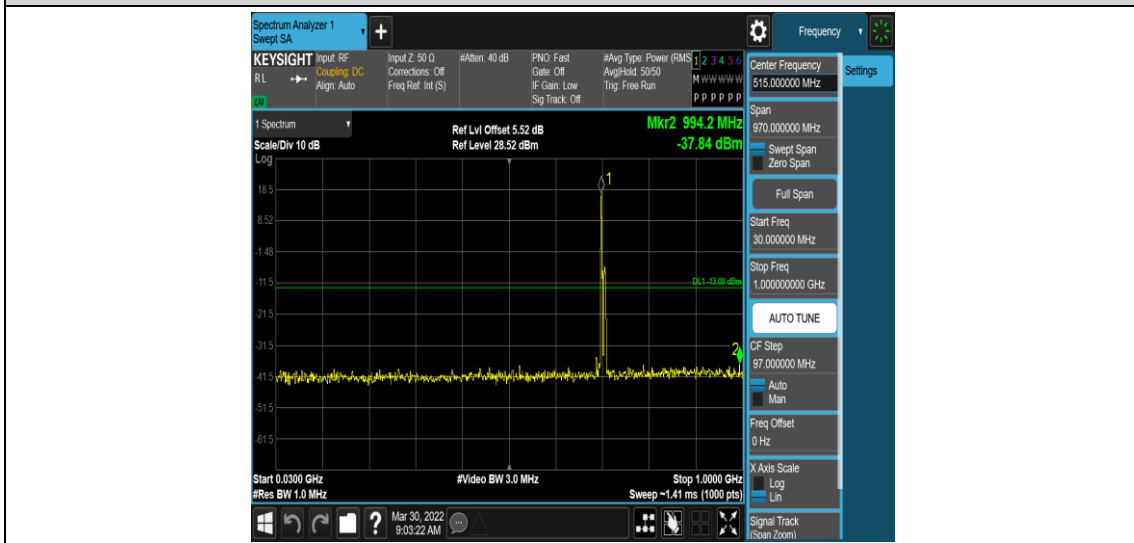 Spectrum Analyzer 1
Swept SA
+
Frequency
KEYSIGHT
RL
LXI
Input: RF
Coupling: DC
Align: Auto
Input Z: 50 Ω
Corrections: Off
Freq Ref: Int (S)
#Atten: 40 dB
PNO: Fast
Gate: Off
IF Gain: Low
Sig Track: Off
#Avg Type: Power (RMS
Avg|Hold: 50/50
Trig: Free Run
1 2 3 4 5 6
M W W W W W
P P P P P P
1 Spectrum
Scale/Div 10 dB
Log
Ref Lvl Offset 5.52 dB
Ref Level 28.52 dBm
Mkr2 994.2 MHz
-37.84 dBm
18.5
8.52
-1.48
-11.5
-21.5
-31.5
-41.5
-51.5
-61.5
1
DL1 -13.00 dBm
2
Start 0.0300 GHz
#Res BW 1.0 MHz
#Video BW 3.0 MHz
Stop 1.0000 GHz
Sweep ~1.41 ms (1000 pts)
?
Mar 30, 2022
9:03:22 AM
Center Frequency
515.000000 MHz
Settings
Span
970.000000 MHz
Swept Span
Zero Span
Full Span
Start Freq
30.000000 MHz
Stop Freq
1.000000000 GHz
AUTO TUNE
CF Step
97.000000 MHz
Auto
Man
Freq Offset
0 Hz
X Axis Scale
Log
Lin
Signal Track
(Span Zoom)